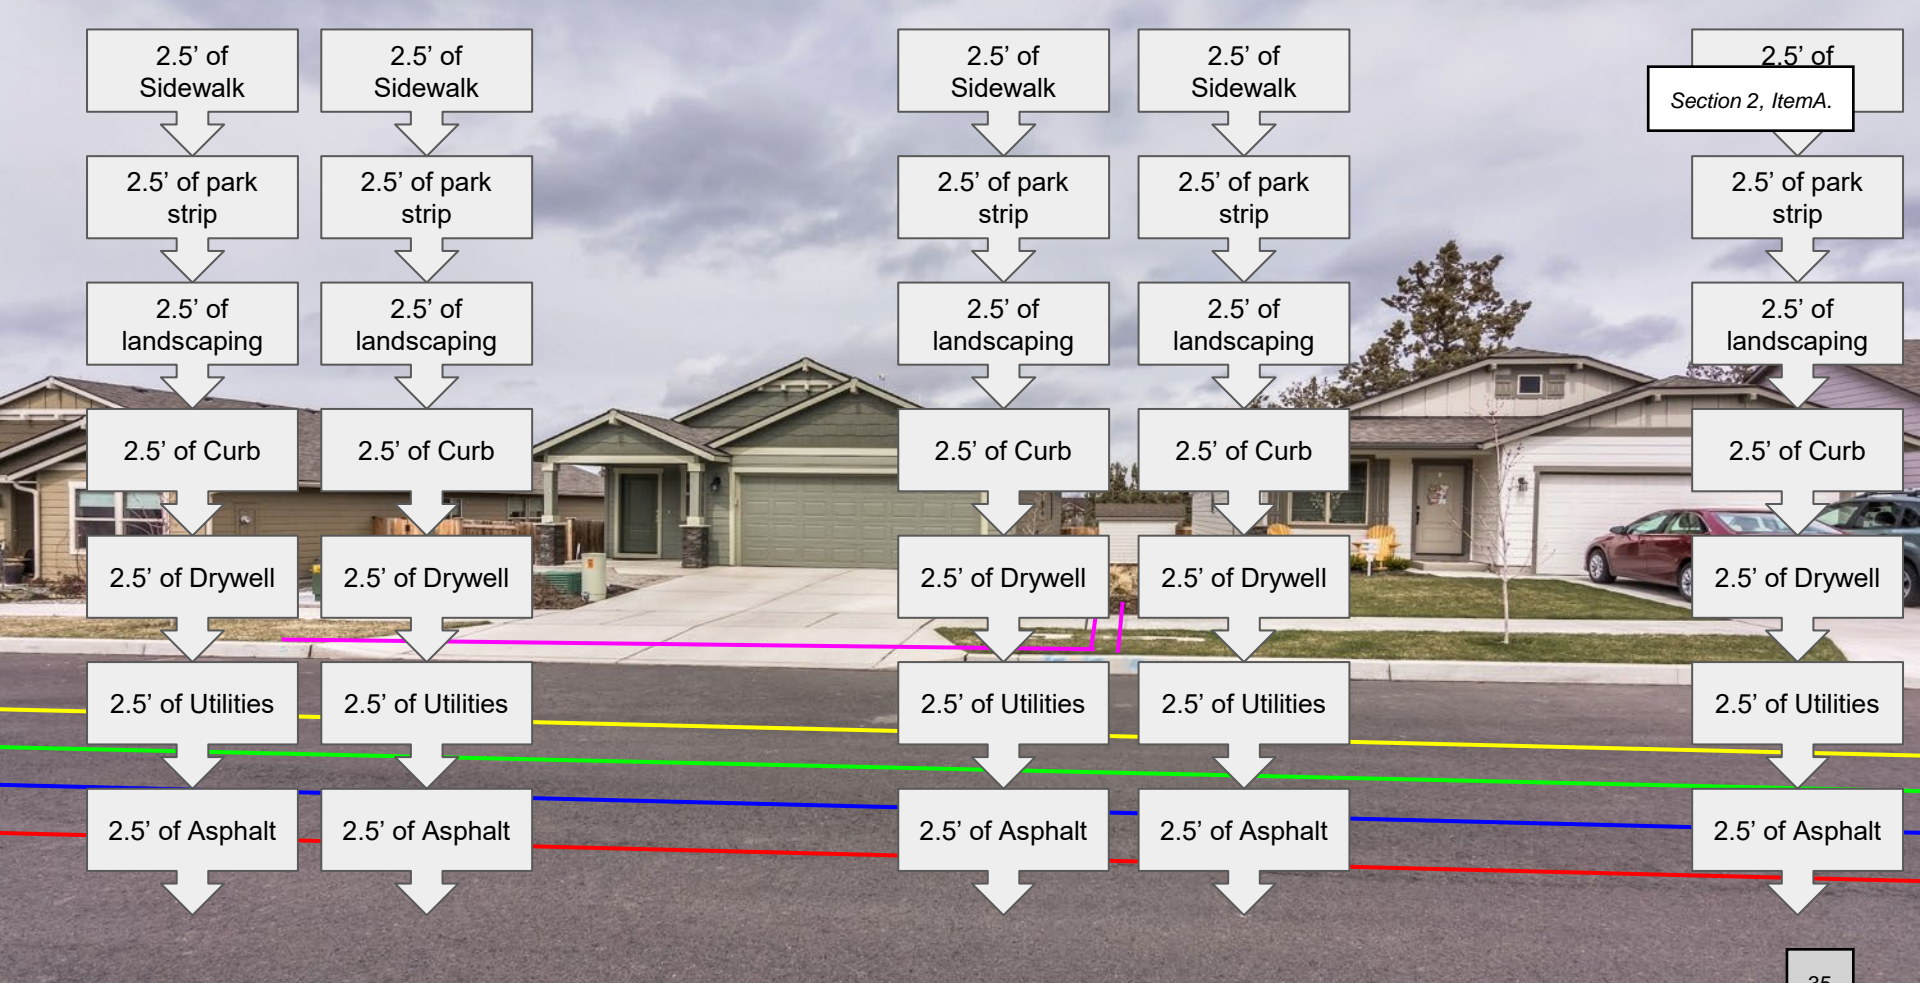 2.5’ of
Sidewalk
2.5’ of park
strip
2.5’ of
landscaping
2.5’ of Curb
2.5’ of Drywell
2.5’ of Utilities
2.5’ of Asphalt
2.5’ of
Sidewalk
2.5’ of park
strip
2.5’ of
landscaping
2.5’ of Curb
2.5’ of Drywell
2.5’ of Utilities
2.5’ of Asphalt
2.5’ of
Sidewalk
2.5’ of park
strip
2.5’ of
landscaping
2.5’ of Curb
2.5’ of Drywell
2.5’ of Utilities
2.5’ of Asphalt
2.5’ of
Sidewalk
2.5’ of park
strip
2.5’ of
landscaping
2.5’ of Curb
2.5’ of Drywell
2.5’ of Utilities
2.5’ of Asphalt
2.5’ of
Section 2, ItemA.
2.5’ of park
strip
2.5’ of
landscaping
2.5’ of Curb
2.5’ of Drywell
2.5’ of Utilities
2.5’ of Asphalt